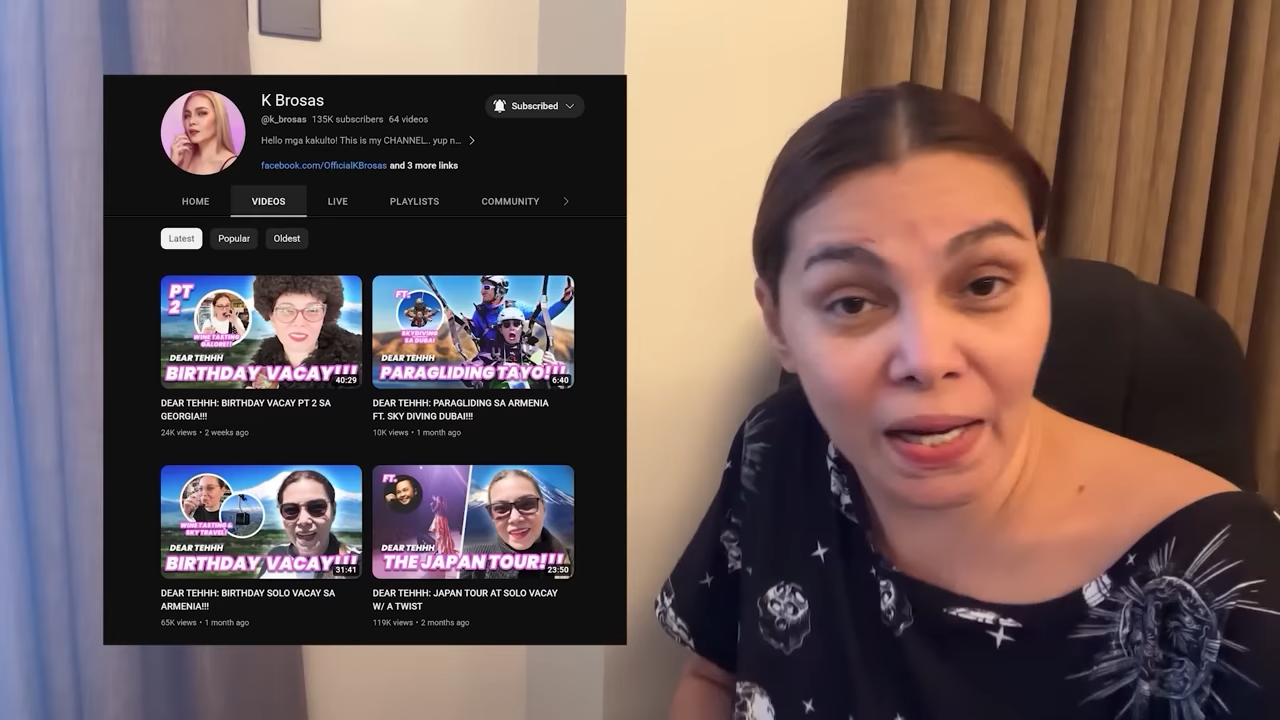 K Brosas
Subscribed
@k_brosas 135K subscribers 64 videos
Hello mga kakulto! This is my CHANNEL.. yup n...
facebook.com/OfficialKBrosas and 3 more links
HOME VIDEOS LIVE PLAYLISTS COMMUNITY
Latest Popular Oldest
PT
2
WINE TASTING
GALORE!!!
DEAR TEHHH
BIRTHDAY VACAY!!!
40:29
FT.
SKYDIVING
SA DUBAI
DEAR TEHHH
PARAGLIDING TAYO!!!
6:40
DEAR TEHHH: BIRTHDAY VACAY PT 2 SA
GEORGIA!!!
24K views • 2 weeks ago
DEAR TEHHH: PARAGLIDING SA ARMENIA
FT. SKY DIVING DUBAI!!!
10K views • 1 month ago
WINE TASTING &
SKY TRAVEL!
DEAR TEHHH
BIRTHDAY VACAY!!!
31:41
FT.
DEAR TEHHH
THE JAPAN TOUR!!!
23:50
DEAR TEHHH: BIRTHDAY SOLO VACAY SA
ARMENIA!!!
65K views • 1 month ago
DEAR TEHHH: JAPAN TOUR AT SOLO VACAY
W/ A TWIST
119K views • 2 months ago